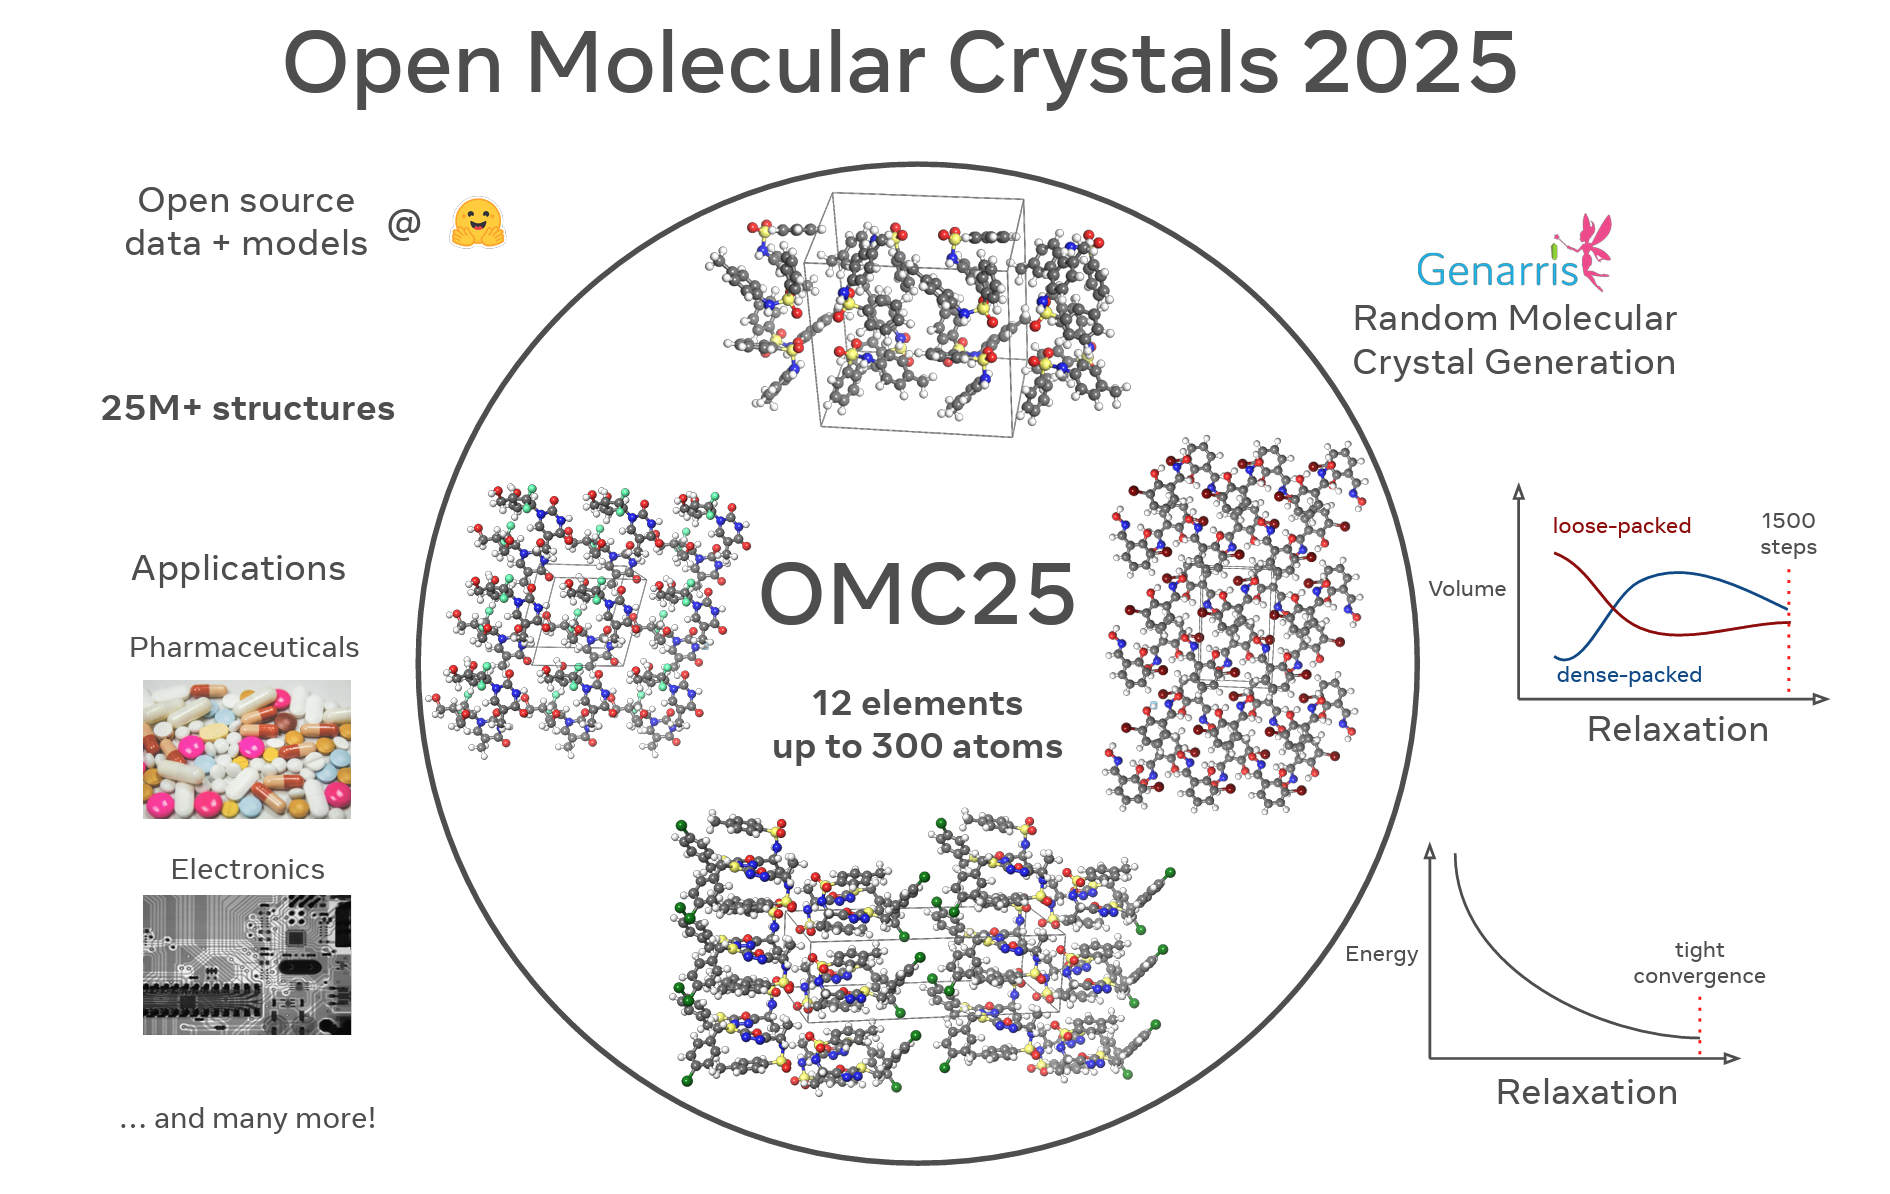 Open Molecular Crystals 2025
Open source
data + models
@
25M+ structures
Applications
Pharmaceuticals
Electronics
... and many more!
OMC25
12 elements
up to 300 atoms
Genarris
Random Molecular
Crystal Generation
loose-packed
1500
steps
Volume
dense-packed
Relaxation
Energy
tight
convergence
Relaxation